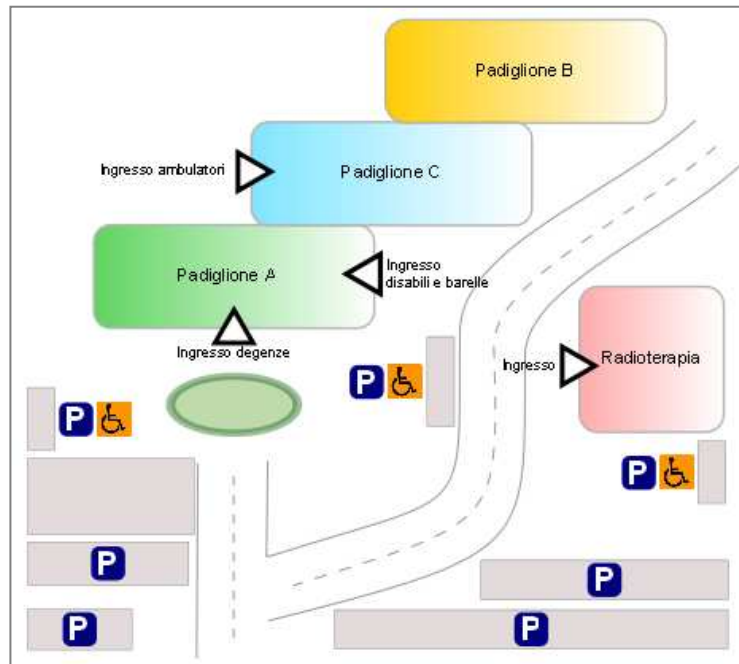 Padiglione B
Ingresso ambulatori
Padiglione C
Padiglione A
Ingresso
disabili e barelle
Ingresso degenze
Ingresso
Radioterapia
P
P
P
P
P
P
P